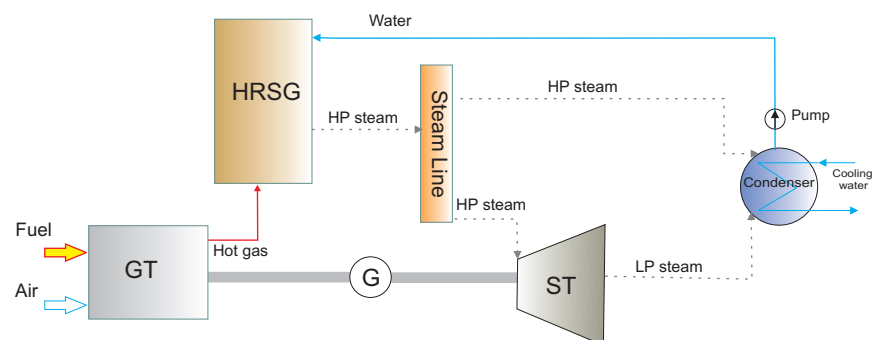 Water
HRSG
HP steam
Steam Line
HP steam
Pump
Condenser
Cooling
water
HP steam
Fuel
Hot gas
GT
G
ST
LP steam
Air